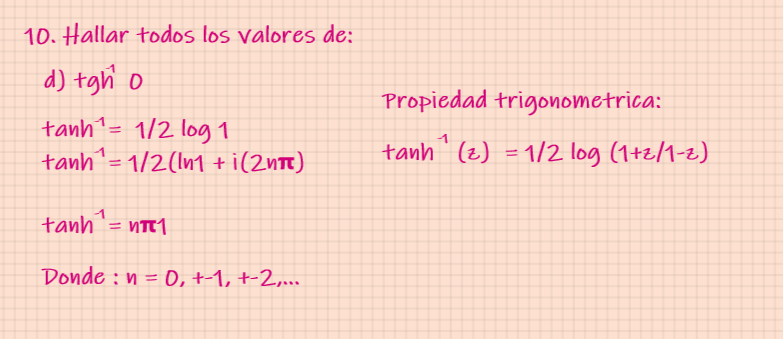 10. Hallar todos los valores de:
d) tgh⁻¹ 0
tanh⁻¹ = 1/2 log 1
tanh⁻¹ = 1/2 (ln1 + i(2nπ)
tanh⁻¹ = nπ1
Donde : n = 0, +-1, +-2,...
Propiedad trigonometrica:
tanh⁻¹ (z) = 1/2 log (1+z/1-z)